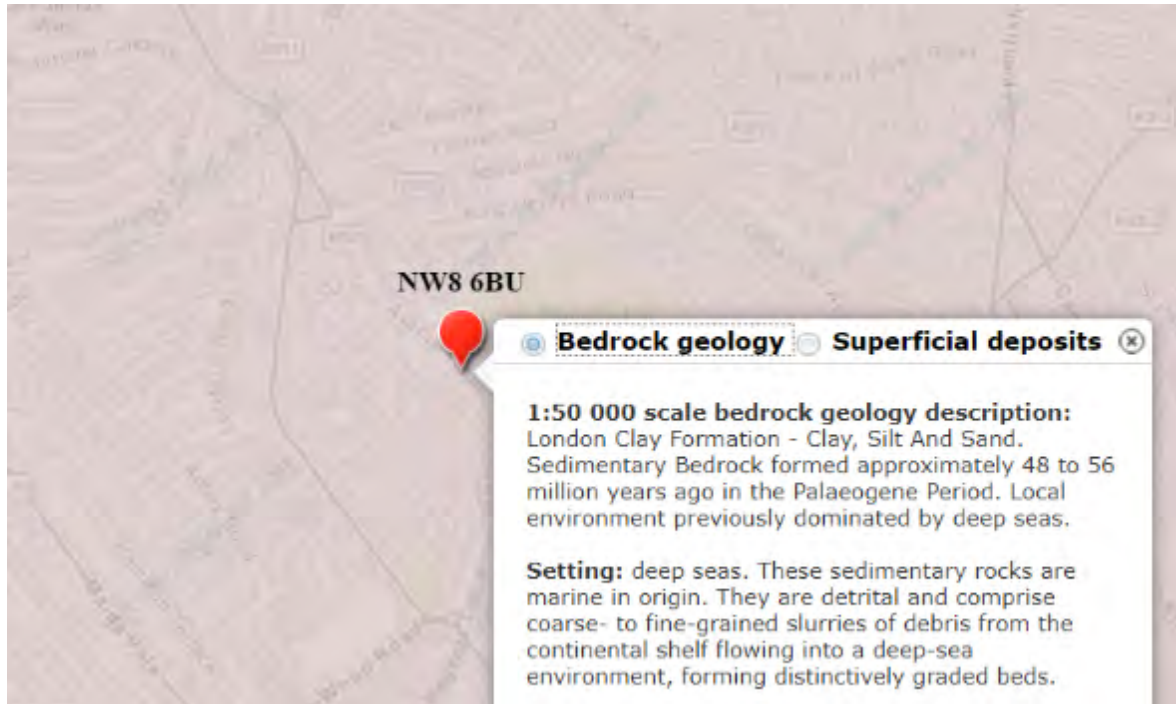 NW8 6BU
Bedrock geology Superficial deposits
1:50 000 scale bedrock geology description:
London Clay Formation - Clay, Silt And Sand.
Sedimentary Bedrock formed approximately 48 to 56
million years ago in the Palaeogene Period. Local
environment previously dominated by deep seas.
Setting: deep seas. These sedimentary rocks are
marine in origin. They are detrital and comprise
coarse- to fine-grained slurries of debris from the
continental shelf flowing into a deep-sea
environment, forming distinctively graded beds.